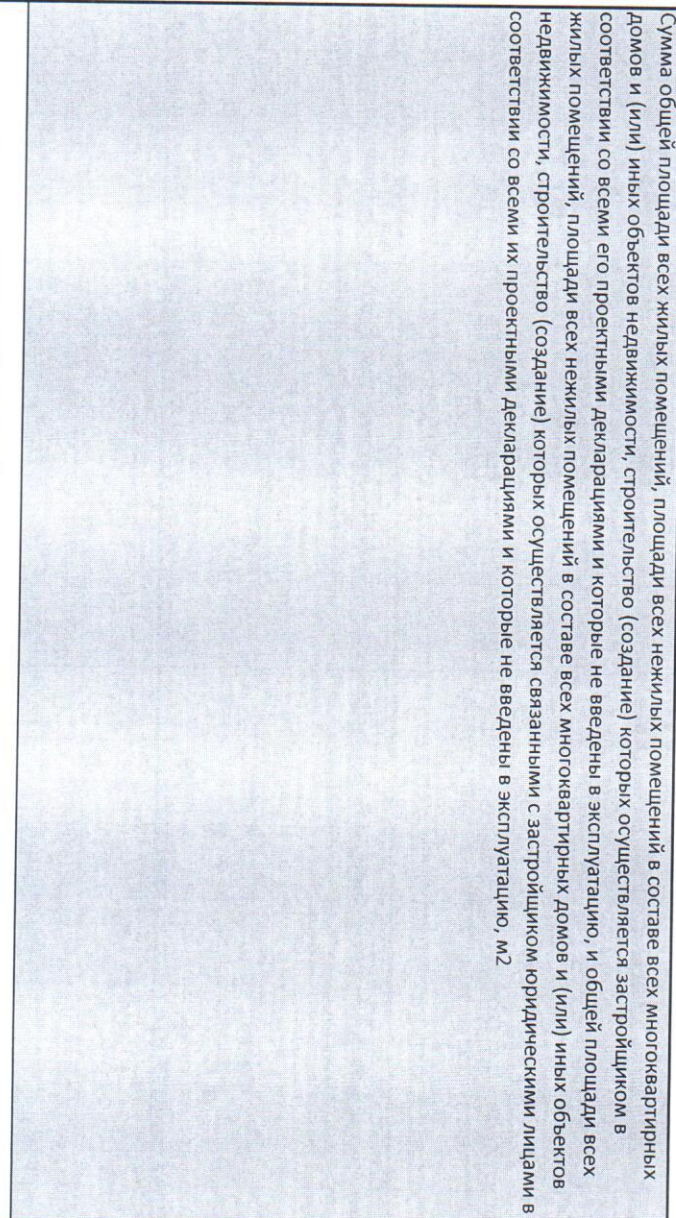 Сумма общей площади всех жилых помещений, площади всех нежилых помещений в составе всех многоквартирных
домов и (или) иных объектов недвижимости, строительство (создание) которых осуществляется застройщиком в
соответствии со всеми его проектными декларациями и которые не введены в эксплуатацию, и общей площади всех
жилых помещений, площади всех нежилых помещений в составе всех многоквартирных домов и (или) иных объектов
недвижимости, строительство (создание) которых осуществляется связанными с застройщиком юридическими лицами в
соответствии со всеми их проектными декларациями и которые не введены в эксплуатацию, м2